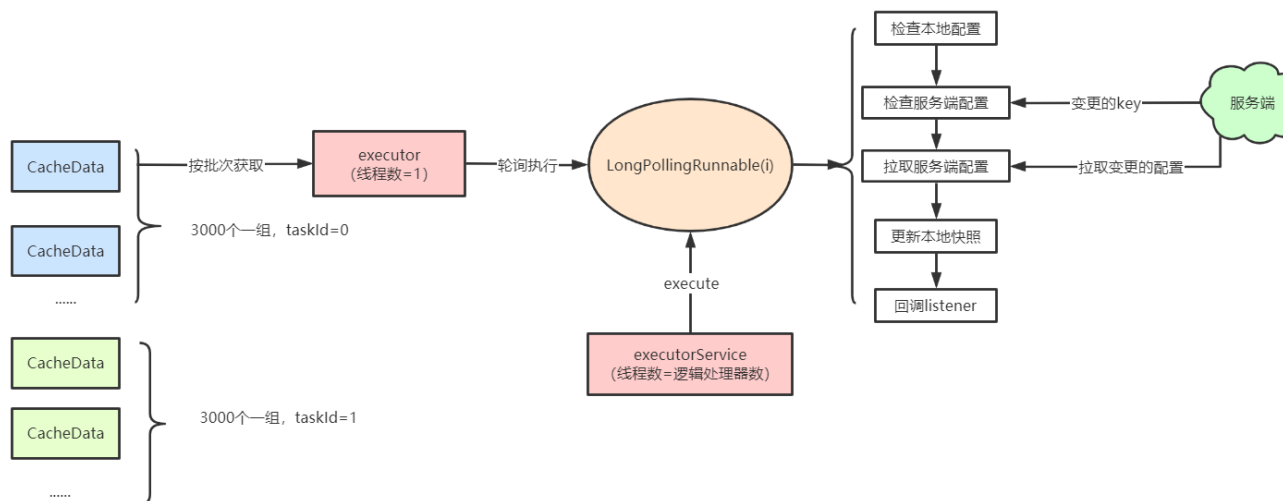 CacheData
CacheData
......
3000个一组，taskId=0
CacheData
CacheData
......
3000个一组，taskId=1
按批次获取
executor
(线程数=1)
轮询执行
LongPollingRunnable(i)
execute
executorService
(线程数=逻辑处理器数)
检查本地配置
检查服务端配置
拉取服务端配置
更新本地快照
回调listener
变更的key
拉取变更的配置
服务端